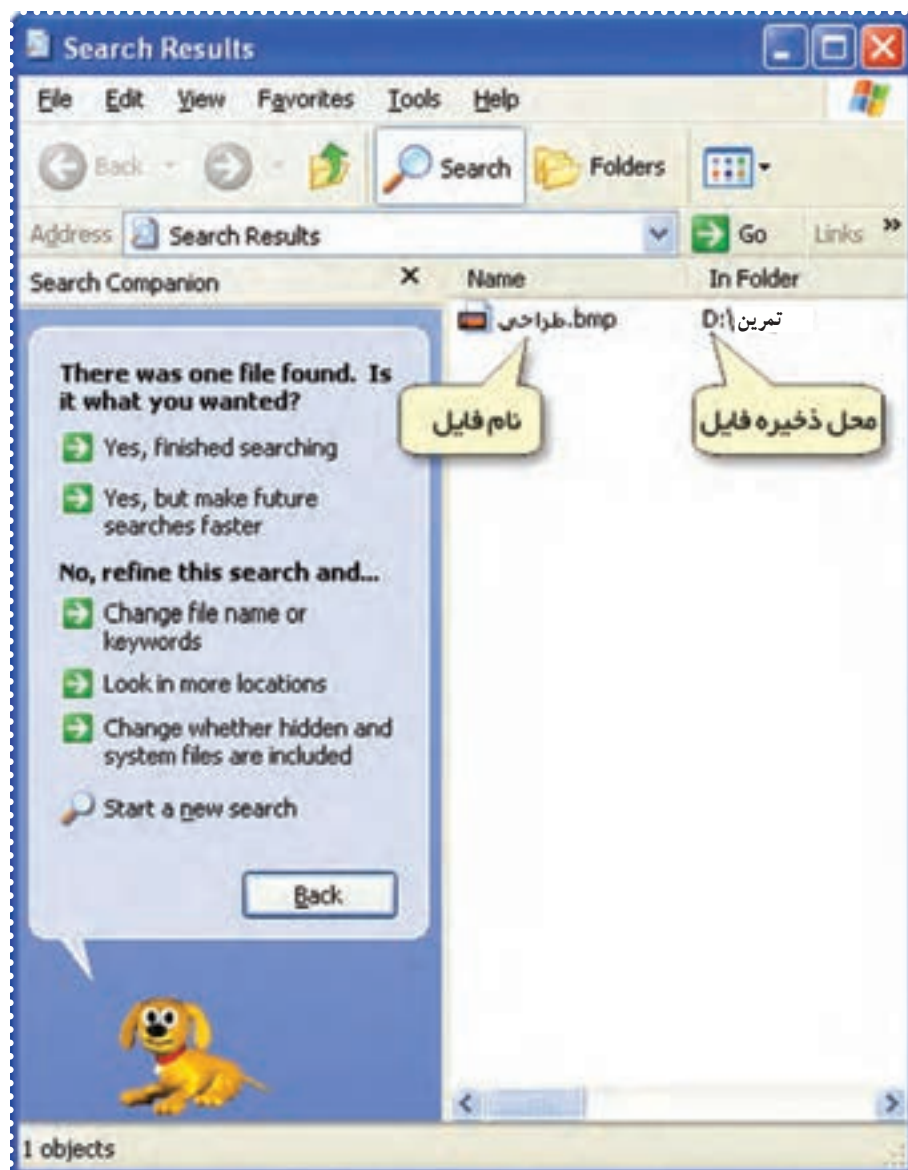 Search Results
File Edit View Favorites Tools Help
Back Search Folders
Address Search Results Go Links »
Search Companion × Name In Folder
طراحی.bmp D:\تمرین
نام فایل محل ذخیره فایل
There was one file found. Is
it what you wanted?
Yes, finished searching
Yes, but make future
searches faster
No, refine this search and...
Change file name or
keywords
Look in more locations
Change whether hidden and
system files are included
Start a new search
Back
1 objects